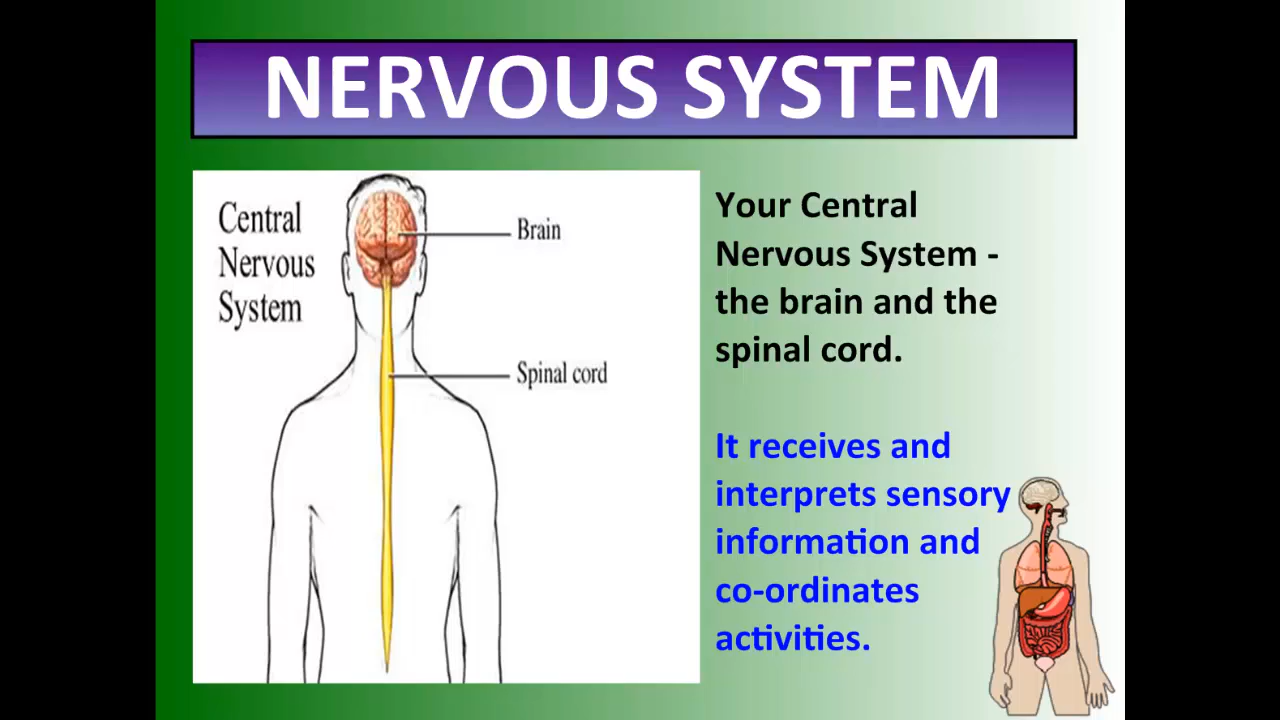 NERVOUS SYSTEM
Central
Nervous
System
Brain
Spinal cord
Your Central
Nervous System -
the brain and the
spinal cord.
It receives and
interprets sensory
information and
co-ordinates
activities.